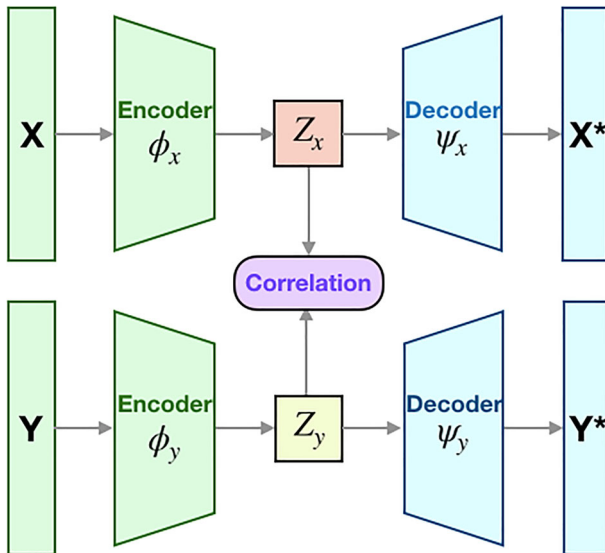 X
Encoder
ϕx
Zx
Decoder
ψx
X*
Correlation
Y
Encoder
ϕy
Zy
Decoder
ψy
Y*